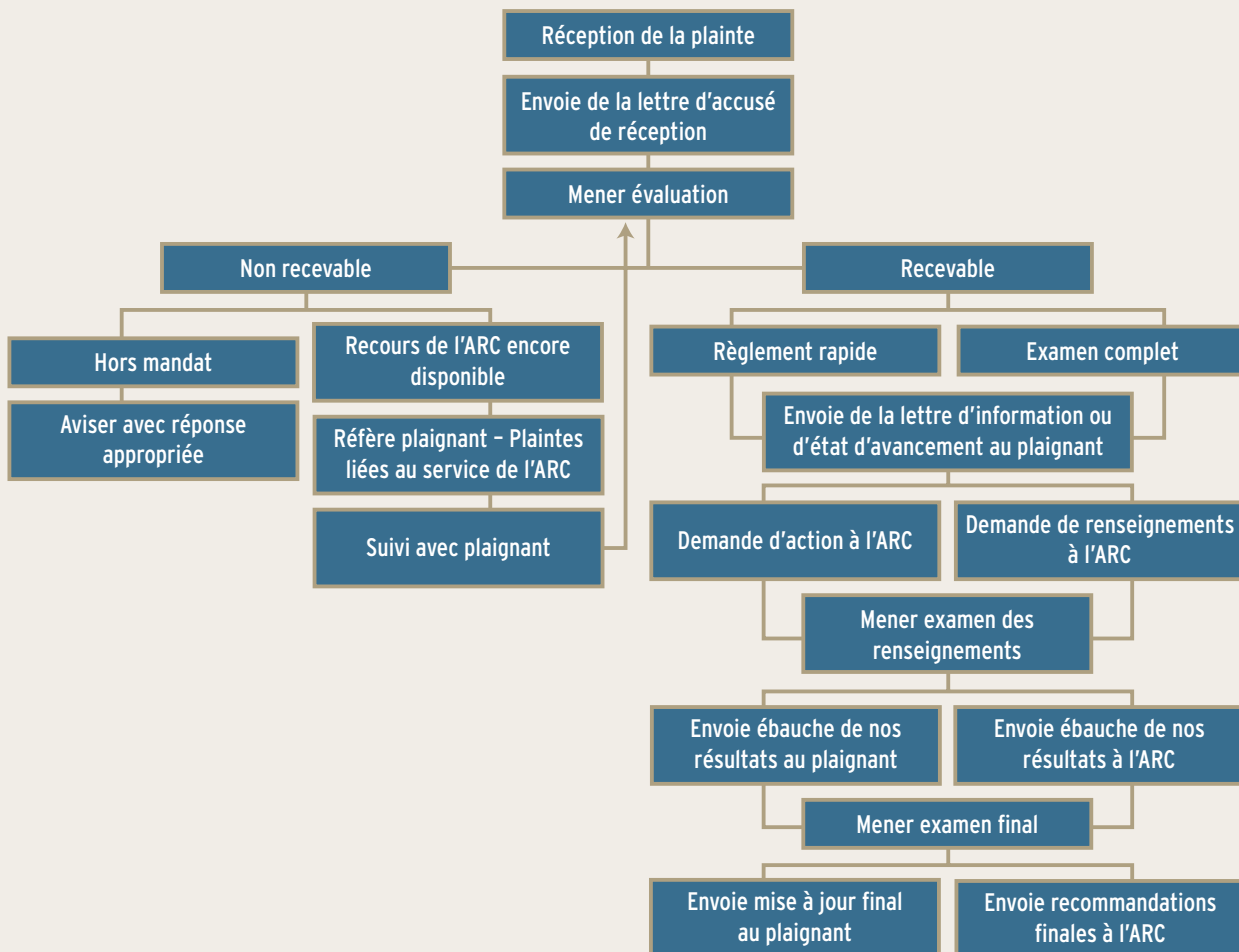 Réception de la plainte
Envoie de la lettre d'accusé
de réception
Mener évaluation
Non recevable
Recevable
Hors mandat
Recours de l'ARC encore
disponible
Règlement rapide
Examen complet
Aviser avec réponse
appropriée
Réfère plaignant – Plaintes
liées au service de l'ARC
Envoie de la lettre d'information ou
d'état d'avancement au plaignant
Suivi avec plaignant
Demande d'action à l'ARC
Demande de renseignements
à l'ARC
Mener examen des
renseignements
Envoie ébauche de nos
résultats au plaignant
Envoie ébauche de nos
résultats à l'ARC
Mener examen final
Envoie mise à jour final
au plaignant
Envoie recommandations
finales à l'ARC